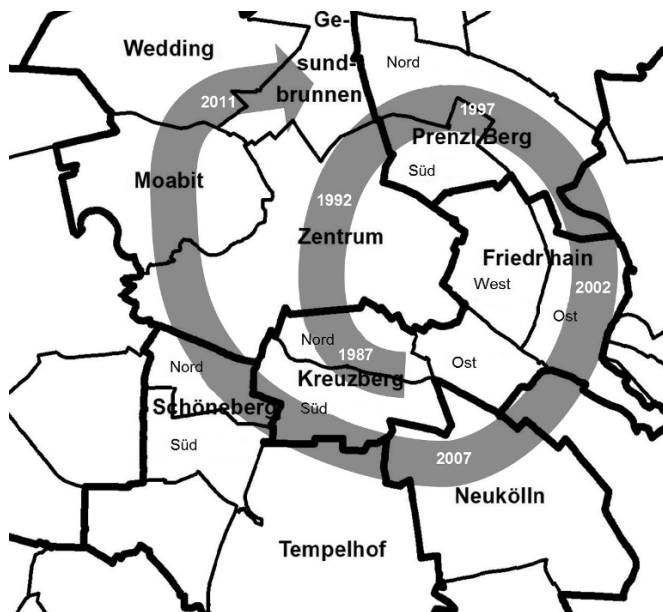 Ge-
Wedding
sund-
Nord
brunnen
2011
1997
Prenzl Berg
Moabit
Süd
1992
Zentrum
Friedr'hain
West
2002
Ost
Nord
1987
Ost
Nord
Kreuzberg
Schöneberg
Süd
Süd
2007
Neukölln
Tempelhof